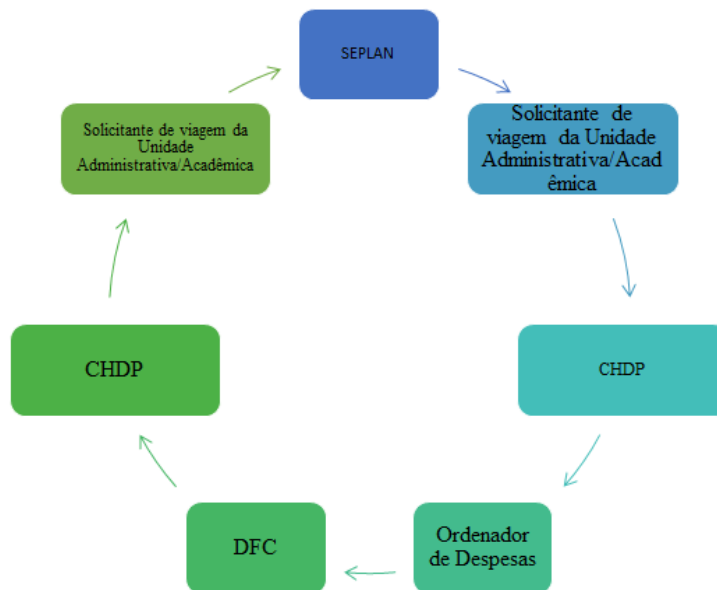 SEPLAN
Solicitante de
viagem da Unidade
Administrativa/Acad
êmica
CHDP
Ordenador
de Despesas
DFC
CHDP
Solicitante de viagem da
Unidade
Administrativa/Acadêmica